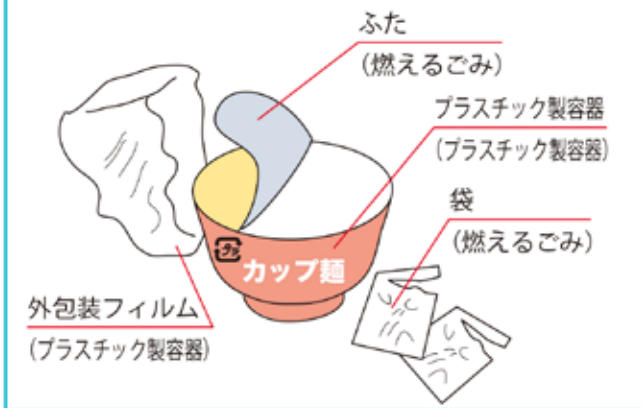 ふた
(燃えるごみ)
プラスチック製容器
(プラスチック製容器)
袋
(燃えるごみ)
プラ
カップ麺
外包装フィルム
(プラスチック製容器)